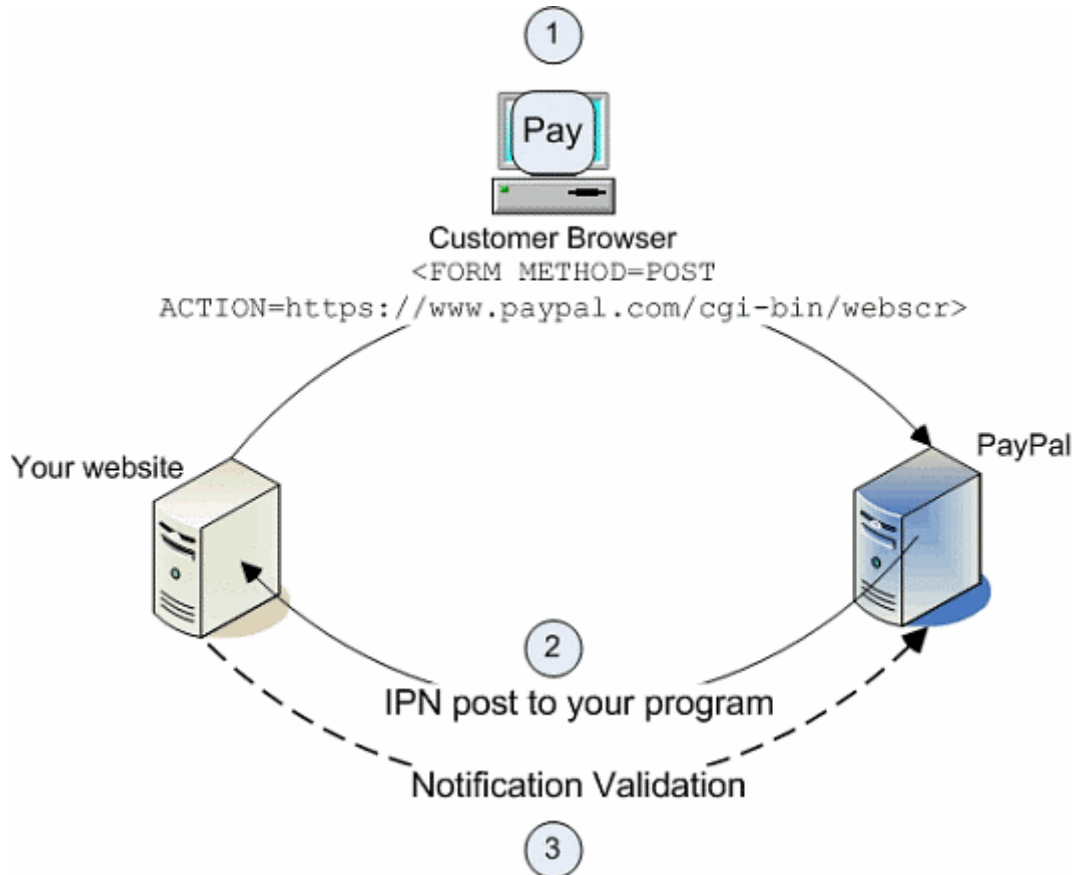 1
Pay
Customer Browser
<FORM METHOD=POST
ACTION=https://www.paypal.com/cgi-bin/webscr>
Your website
PayPal
2
IPN post to your program
Notification Validation
3